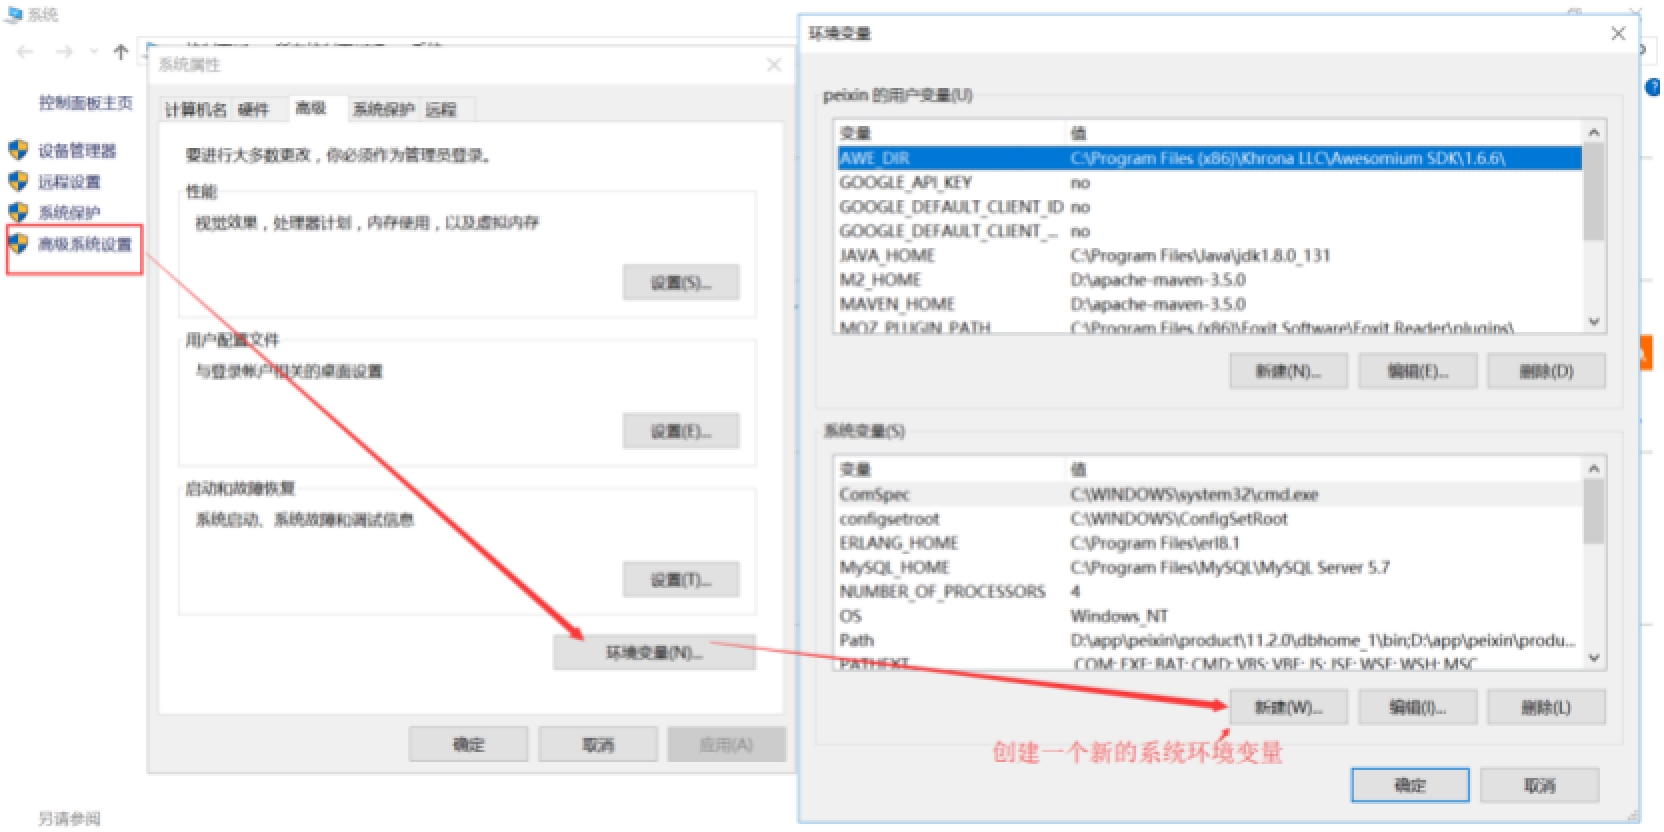 系统
控制面板主页
设备管理器
远程设置
系统保护
高级系统设置
另请参阅
系统属性
计算机名 硬件 高级 系统保护 远程
要进行大多数更改，你必须作为管理员登录。
性能
视觉效果，处理器计划，内存使用，以及虚拟内存
设置(S)...
用户配置文件
与登录帐户相关的桌面设置
设置(E)...
启动和故障恢复
系统启动、系统故障和调试信息
设置(T)...
环境变量(N)...
确定 取消 应用(A)
环境变量
peixin 的用户变量(U)
变量 值
AWE_DIR C:\Program Files (x86)\Khrona LLC\Awesomium SDK\1.6.6\
GOOGLE_API_KEY no
GOOGLE_DEFAULT_CLIENT_ID no
GOOGLE_DEFAULT_CLIENT_... no
JAVA_HOME C:\Program Files\Java\jdk1.8.0_131
M2_HOME D:\apache-maven-3.5.0
MAVEN_HOME D:\apache-maven-3.5.0
MOZ_PLUGIN_PATH C:\Program Files (x86)\Foxit Software\Foxit Reader\plugins\
新建(N)... 编辑(E)... 删除(D)
系统变量(S)
变量 值
ComSpec C:\WINDOWS\system32\cmd.exe
configsetroot C:\WINDOWS\ConfigSetRoot
ERLANG_HOME C:\Program Files\erl8.1
MySQL_HOME C:\Program Files\MySQL\MySQL Server 5.7
NUMBER_OF_PROCESSORS 4
OS Windows_NT
Path D:\app\peixin\product\11.2.0\dbhome_1\bin;D:\app\peixin\produ...
PATHEXT .COM;.EXE;.BAT;.CMD;.VBS;.VBE;.JS;.JSE;.WSF;.WSH;.MSC
新建(W)... 编辑(I)... 删除(L)
创建一个新的系统环境变量
确定 取消